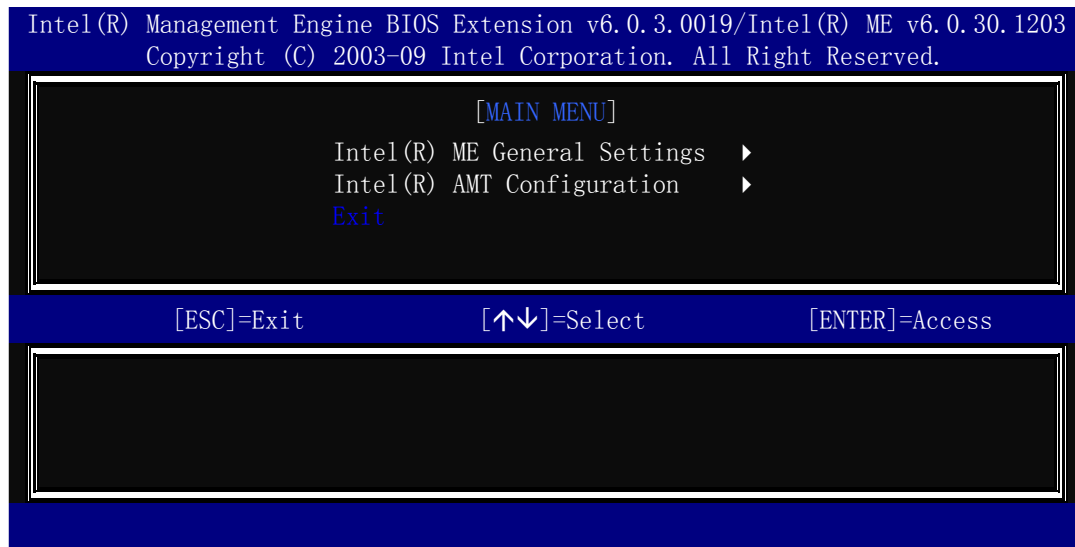 Intel(R) Management Engine BIOS Extension v6.0.3.0019/Intel(R) ME v6.0.30.1203
Copyright (C) 2003-09 Intel Corporation. All Right Reserved.
[MAIN MENU]
Intel(R) ME General Settings ▶
Intel(R) AMT Configuration ▶
Exit
[ESC]=Exit [↑↓]=Select [ENTER]=Access